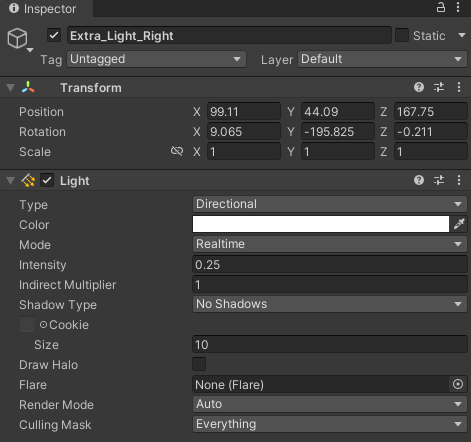 Inspector
Extra_Light_Right Static
Tag Untagged Layer Default
Transform
Position X 99.11 Y 44.09 Z 167.75
Rotation X 9.065 Y -195.825 Z -0.211
Scale X 1 Y 1 Z 1
Light
Type Directional
Color
Mode Realtime
Intensity 0.25
Indirect Multiplier 1
Shadow Type No Shadows
Cookie
Size 10
Draw Halo
Flare None (Flare)
Render Mode Auto
Culling Mask Everything